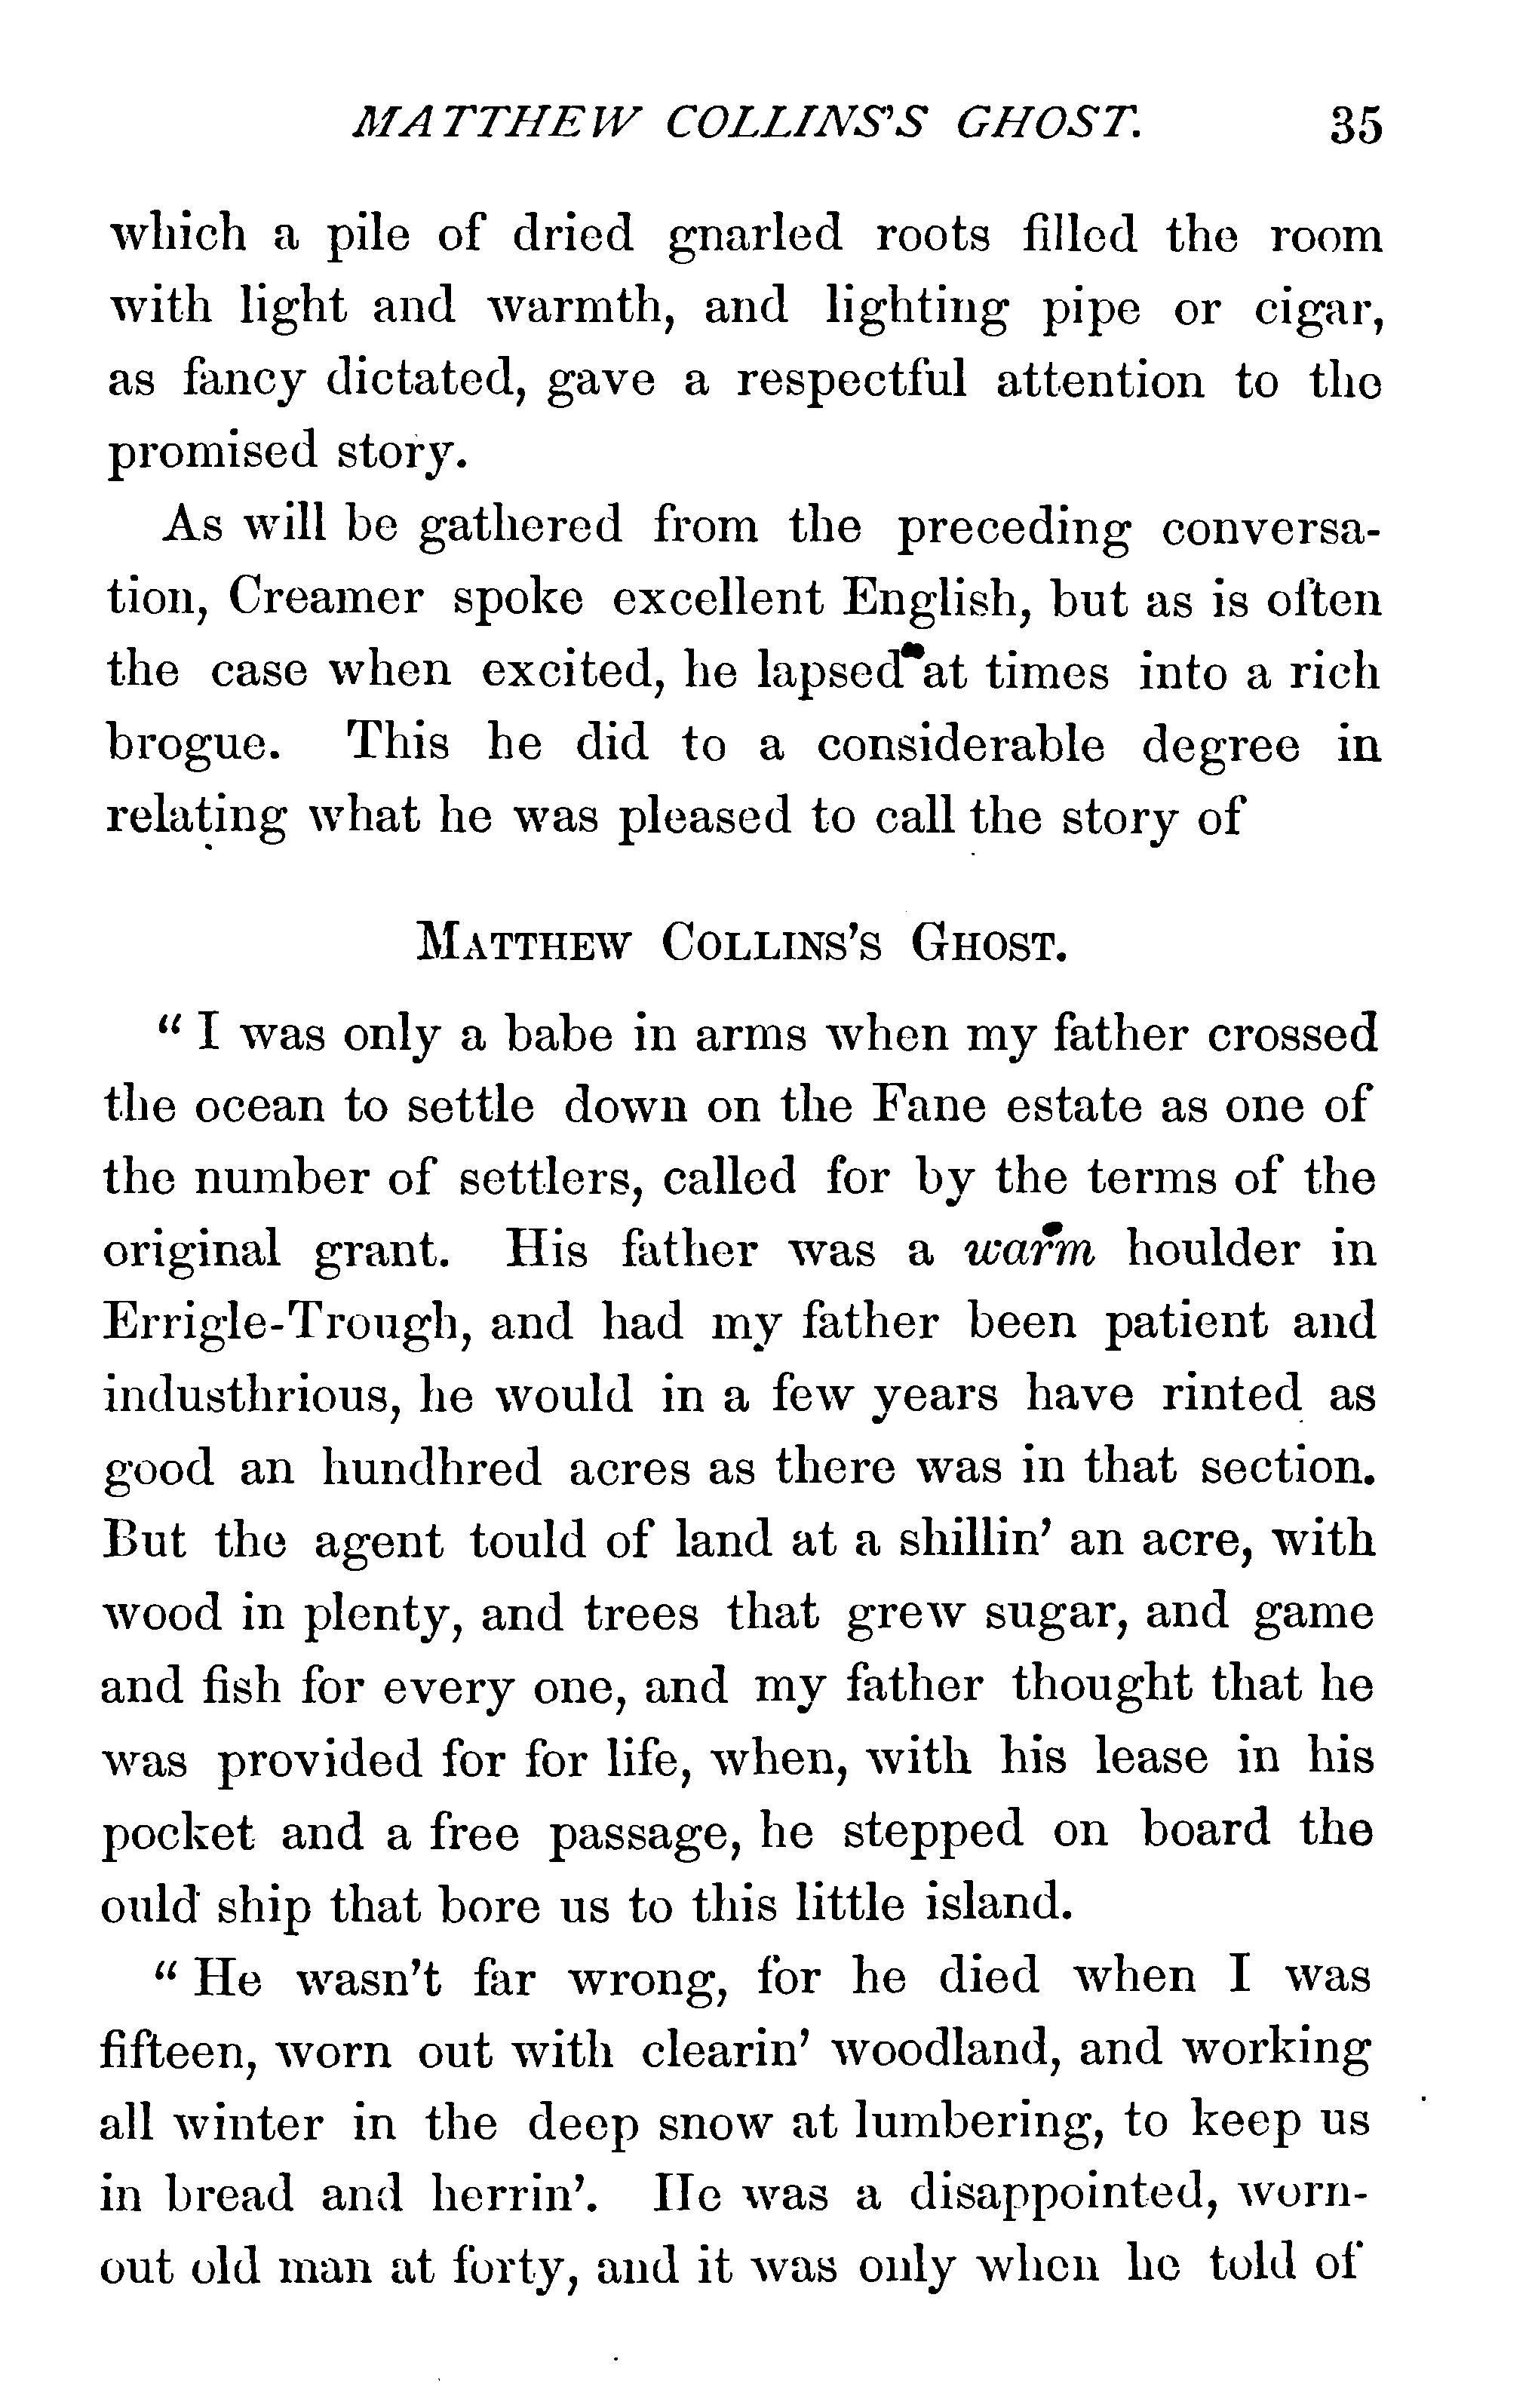 MATTHEW COLLINS'S GHOST. 35
which a pile of dried gnarled roots filled the room
with light and warmth, and lighting pipe or cigar,
as fancy dictated, gave a respectful attention to the
promised story.
As will be gathered from the preceding conversa-
tion, Creamer spoke excellent English, but as is often
the case when excited, he lapsed at times into a rich
brogue. This he did to a considerable degree in
relating what he was pleased to call the story of
MATTHEW COLLINS'S GHOST.
“I was only a babe in arms when my father crossed
the ocean to settle down on the Fane estate as one of
the number of settlers, called for by the terms of the
original grant. His father was a warm houlder in
Errigle-Trough, and had my father been patient and
industhrious, he would in a few years have rinted as
good an hundhred acres as there was in that section.
But the agent tould of land at a shillin’ an acre, with
wood in plenty, and trees that grew sugar, and game
and fish for every one, and my father thought that he
was provided for for life, when, with his lease in his
pocket and a free passage, he stepped on board the
ould ship that bore us to this little island.
“He wasn’t far wrong, for he died when I was
fifteen, worn out with clearin’ woodland, and working
all winter in the deep snow at lumbering, to keep us
in bread and herrin’. He was a disappointed, worn-
out old man at forty, and it was only when he told of